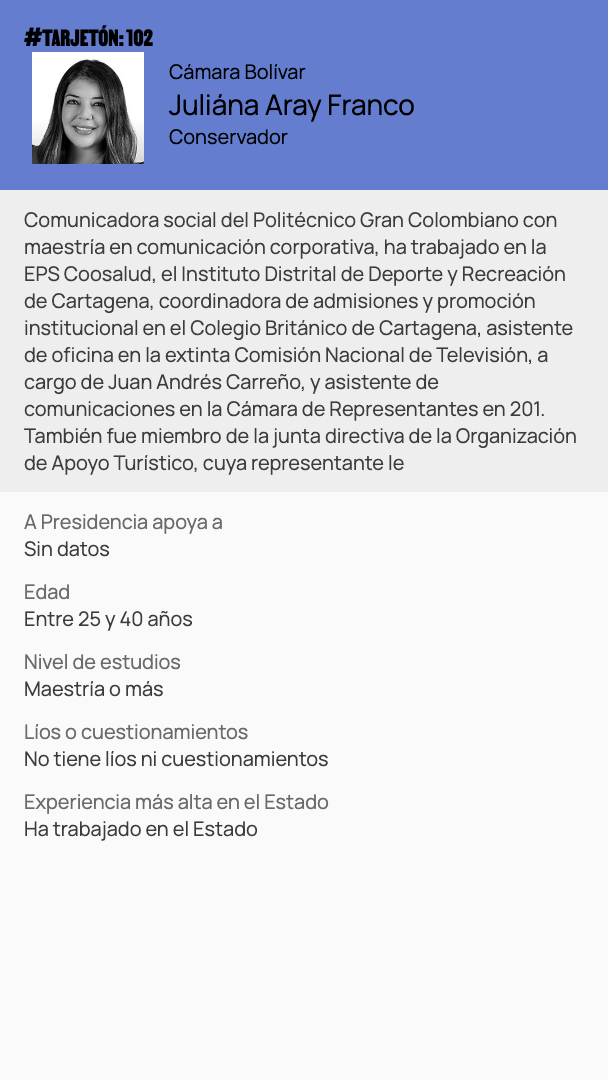 #TARJETÓN: 102
Cámara Bolívar
Juliána Aray Franco
Conservador
Comunicadora social del Politécnico Gran Colombiano con
maestría en comunicación corporativa, ha trabajado en la
EPS Coosalud, el Instituto Distrital de Deporte y Recreación
de Cartagena, coordinadora de admisiones y promoción
institucional en el Colegio Británico de Cartagena, asistente
de oficina en la extinta Comisión Nacional de Televisión, a
cargo de Juan Andrés Carreño, y asistente de
comunicaciones en la Cámara de Representantes en 201.
También fue miembro de la junta directiva de la Organización
de Apoyo Turístico, cuya representante le
A Presidencia apoya a
Sin datos
Edad
Entre 25 y 40 años
Nivel de estudios
Maestría o más
Líos o cuestionamientos
No tiene líos ni cuestionamientos
Experiencia más alta en el Estado
Ha trabajado en el Estado